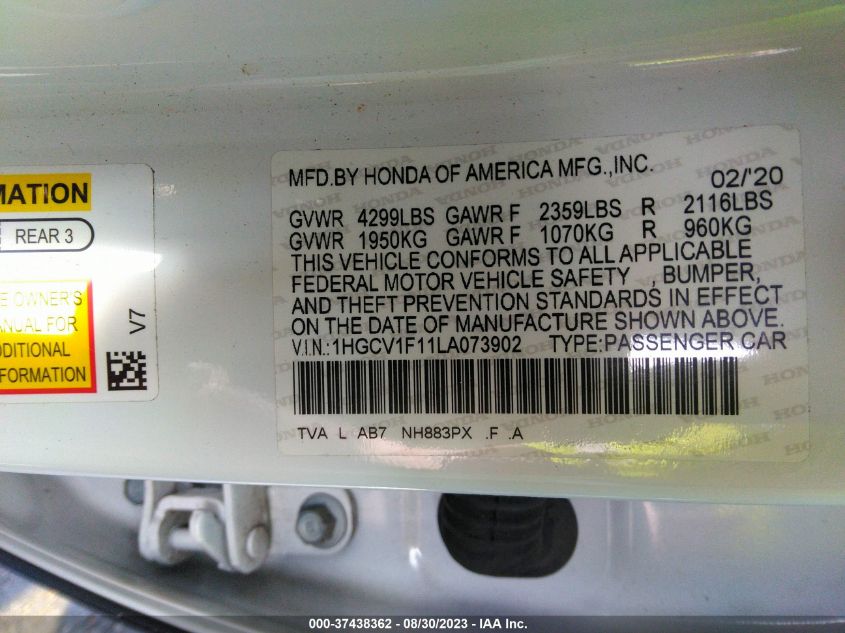 MATION
REAR 3
E OWNER'S
ANUAL FOR
DDITIONAL
FORMATION
V7
MFD.BY HONDA OF AMERICA MFG.,INC.
02/'20
GVWR 4299LBS GAWR F 2359LBS R 2116LBS
GVWR 1950KG GAWR F 1070KG R 960KG
THIS VEHICLE CONFORMS TO ALL APPLICABLE
FEDERAL MOTOR VEHICLE SAFETY , BUMPER,
AND THEFT PREVENTION STANDARDS IN EFFECT
ON THE DATE OF MANUFACTURE SHOWN ABOVE.
V.I.N.:1HGCV1F11LA073902 TYPE:PASSENGER CAR
TVA L AB7 NH883PX .F .A
000-37438362 - 08/30/2023 - IAA Inc.